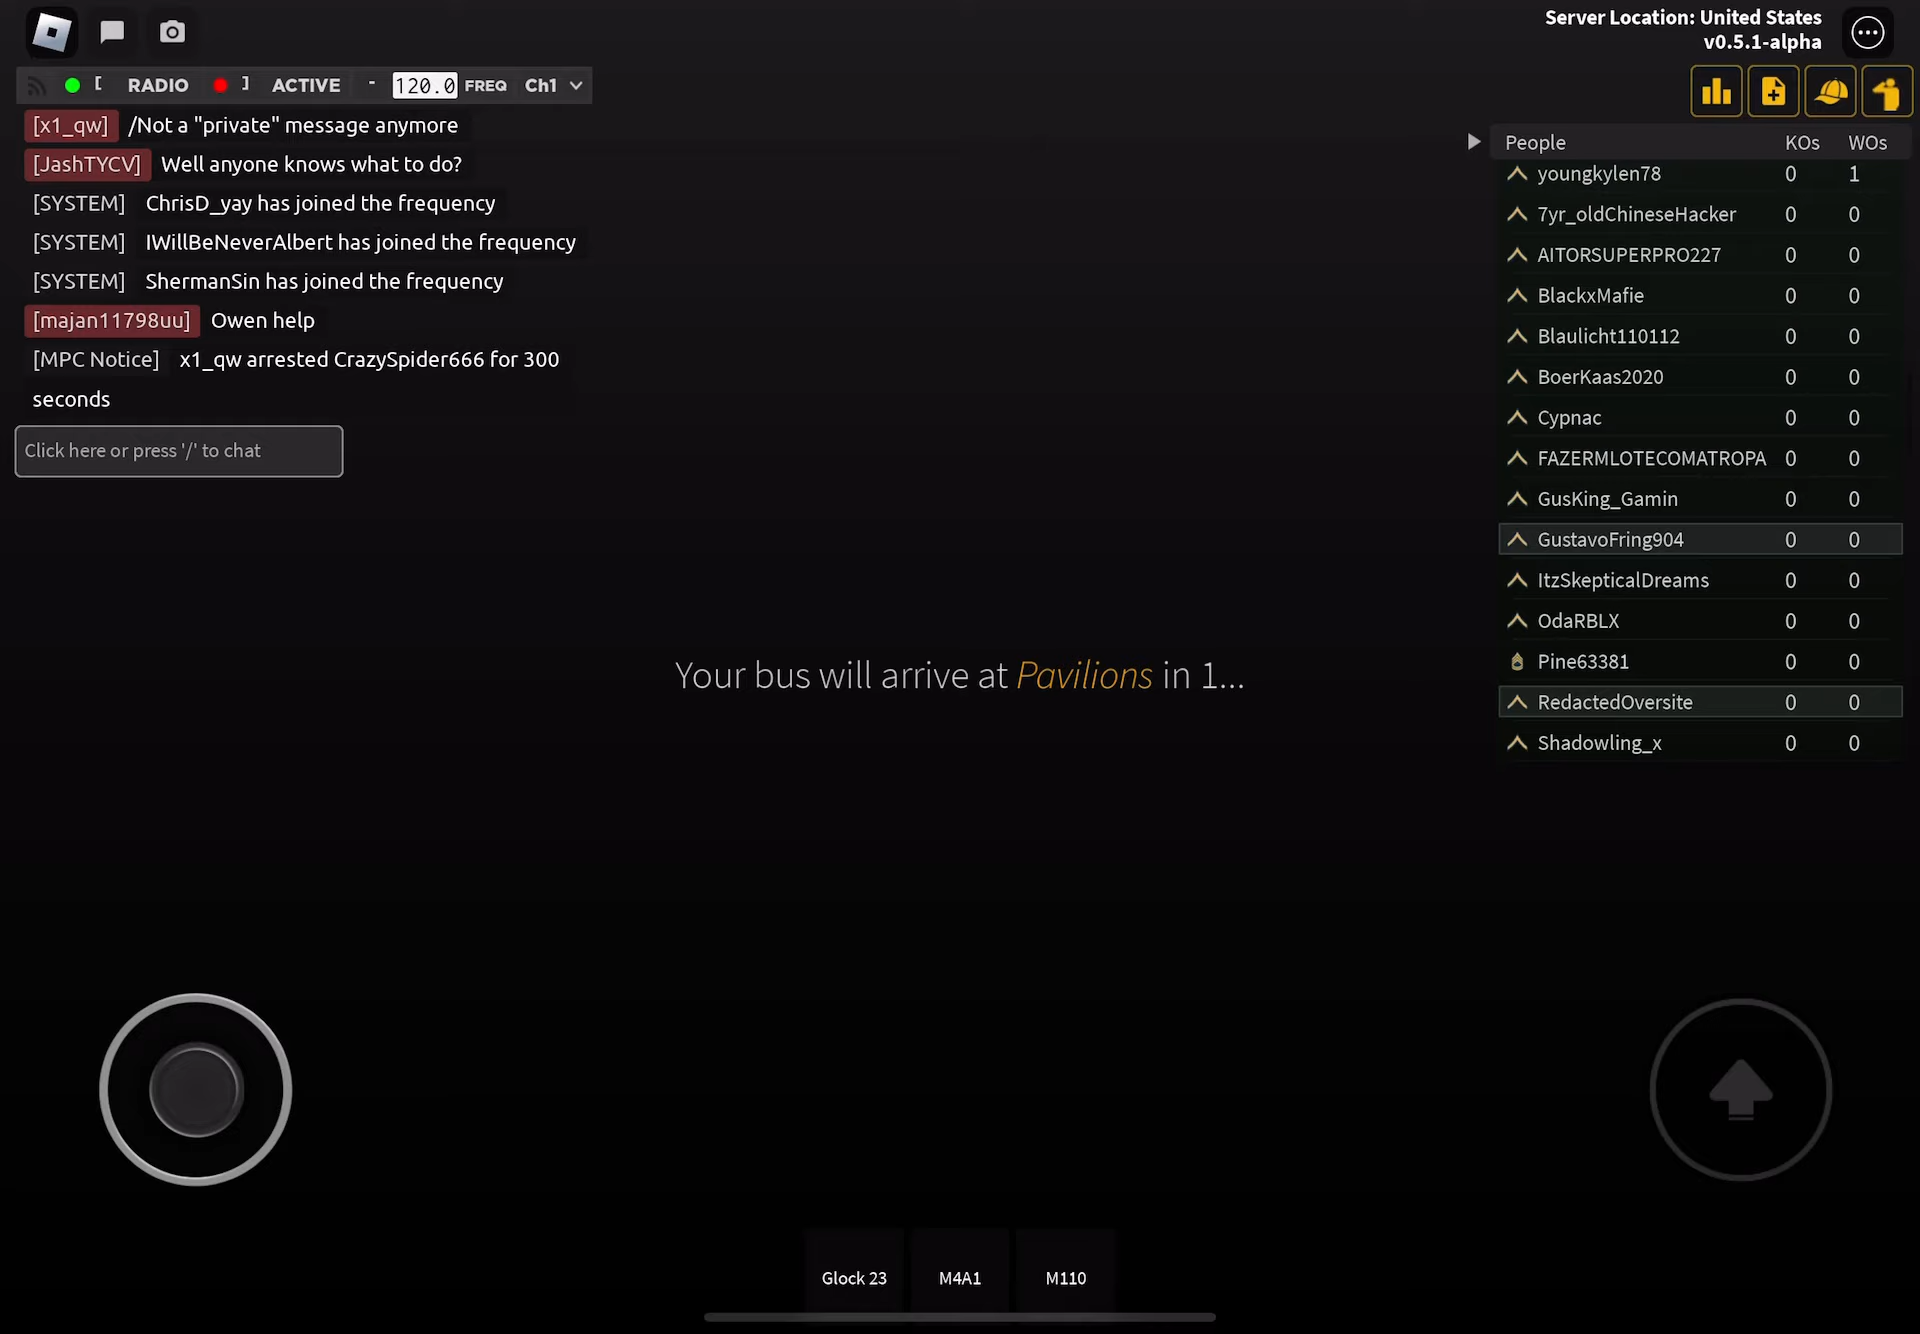 Server Location: United States
v0.5.1-alpha
[ RADIO ] ACTIVE - 120.0 FREQ Ch1
[x1_qw] /Not a "private" message anymore
[JashTYCV] Well anyone knows what to do?
[SYSTEM] ChrisD_yay has joined the frequency
[SYSTEM] IWillBeNeverAlbert has joined the frequency
[SYSTEM] ShermanSin has joined the frequency
[majan11798uu] Owen help
[MPC Notice] x1_qw arrested CrazySpider666 for 300
seconds
Click here or press '/' to chat
People KOs WOs
youngkylen78 0 1
7yr_oldChineseHacker 0 0
AITORSUPERPRO227 0 0
BlackxMafie 0 0
Blaulicht110112 0 0
BoerKaas2020 0 0
Cypnac 0 0
FAZERMLOTECOMATROPA 0 0
GusKing_Gamin 0 0
GustavoFring904 0 0
ItzSkepticalDreams 0 0
OdaRBLX 0 0
Pine63381 0 0
RedactedOversite 0 0
Shadowling_x 0 0
Your bus will arrive at Pavilions in 1...
Glock 23
M4A1
M110